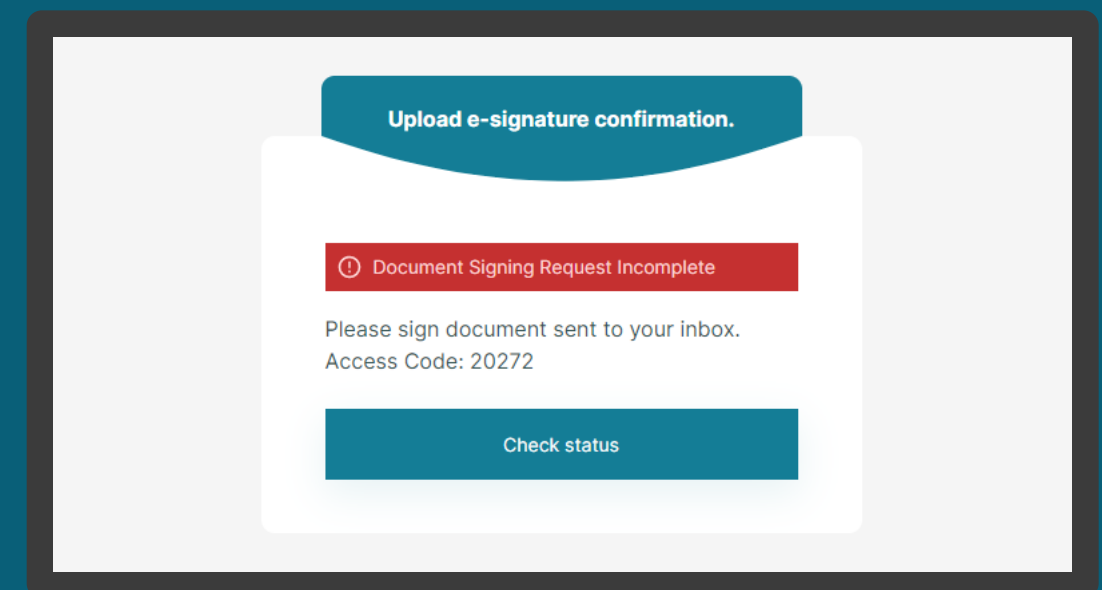 Upload e-signature confirmation.
Document Signing Request Incomplete
Please sign document sent to your inbox.
Access Code: 20272
Check status